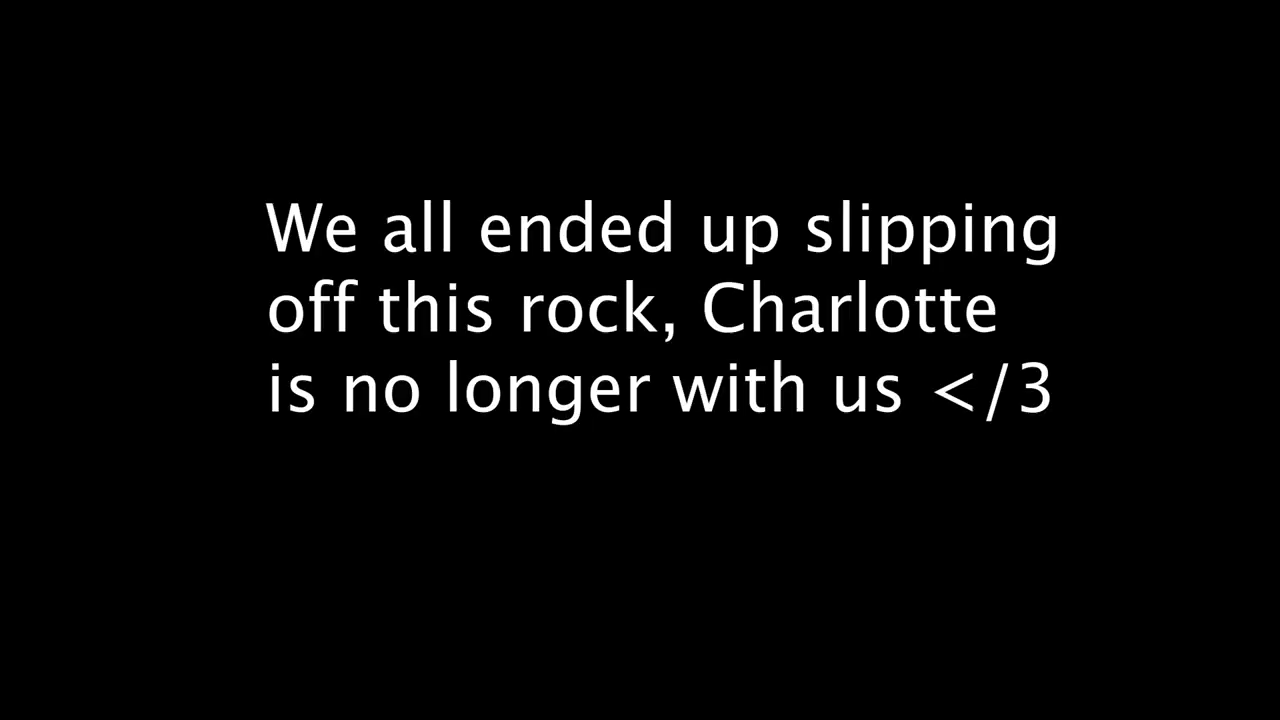 We all ended up slipping
off this rock, Charlotte
is no longer with us </3